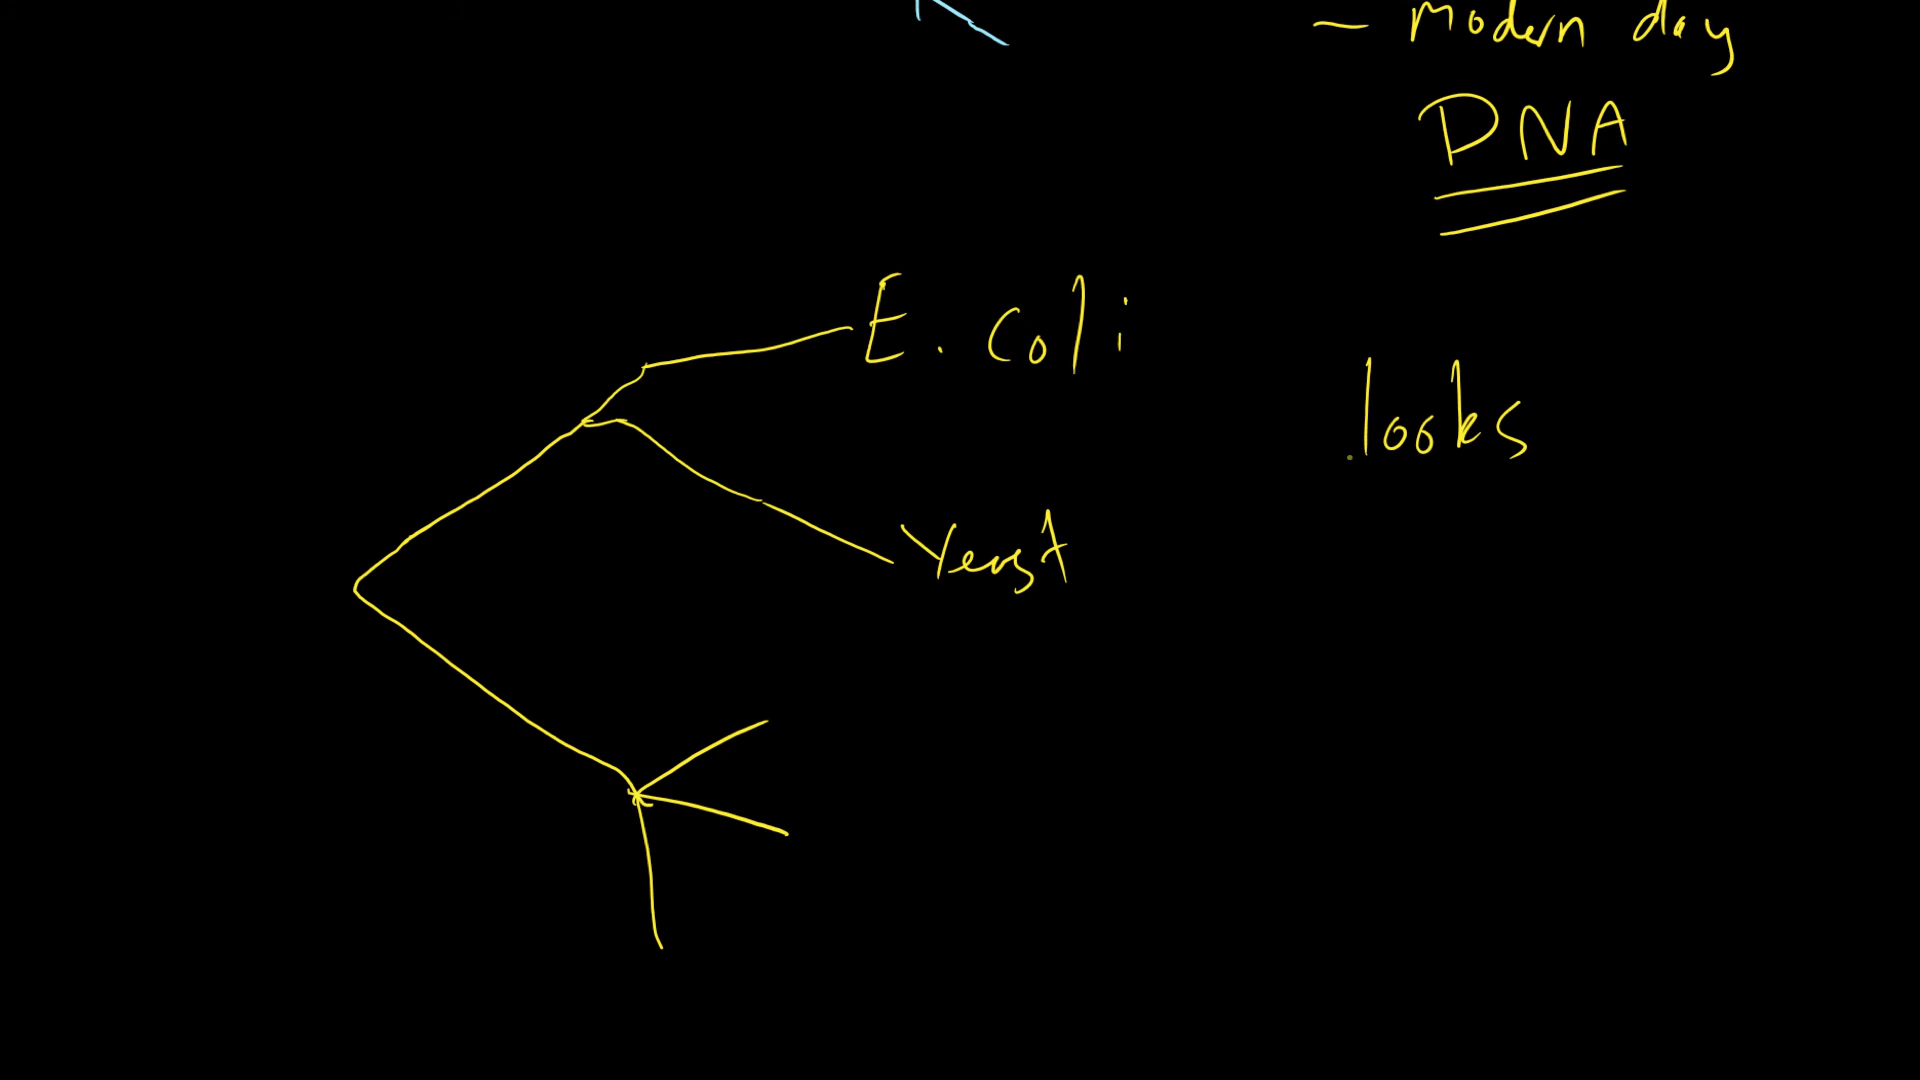 – Modern day
DNA
E. Coli
looks
Yeast